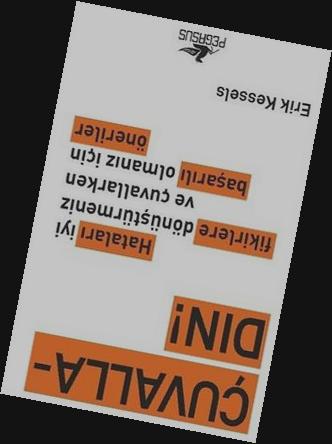 ÇUVALLA-
DIN!
Hataları iyi
fikirlere dönüştürmeniz
ve çuvallarken
başarılı olmanız için
öneriler
Erik Kessels
PEGASUS